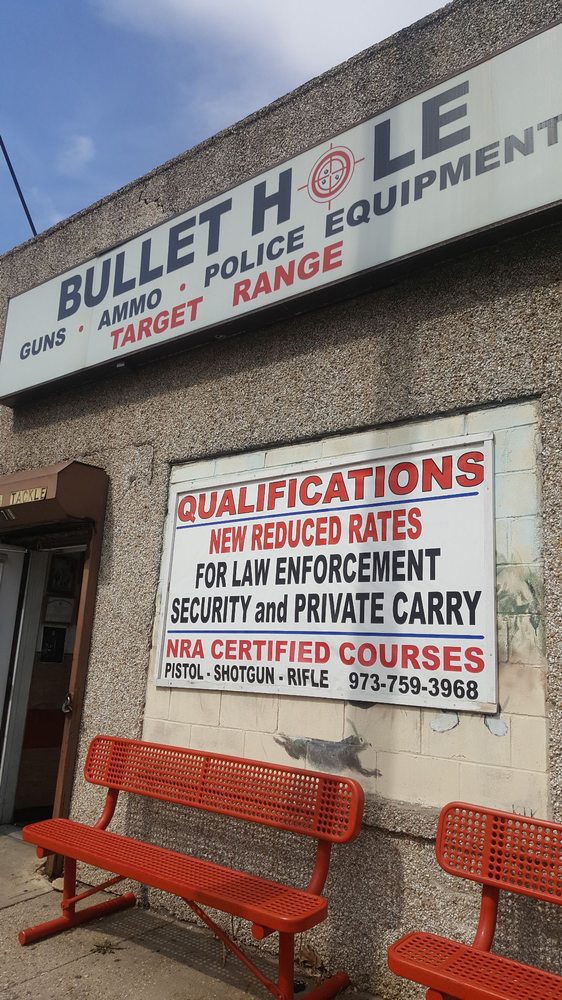 BULLET HOLE
GUNS • AMMO • POLICE EQUIPMENT
TARGET RANGE
TACKLE
QUALIFICATIONS
NEW REDUCED RATES
FOR LAW ENFORCEMENT
SECURITY and PRIVATE CARRY
NRA CERTIFIED COURSES
PISTOL - SHOTGUN - RIFLE 973-759-3968